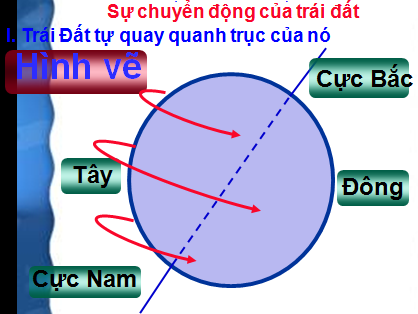 Sự chuyển động của trái đất
I. Trái Đất tự quay quanh trục của nó
Hình vẽ
Cực Bắc
Tây
Đông
Cực Nam